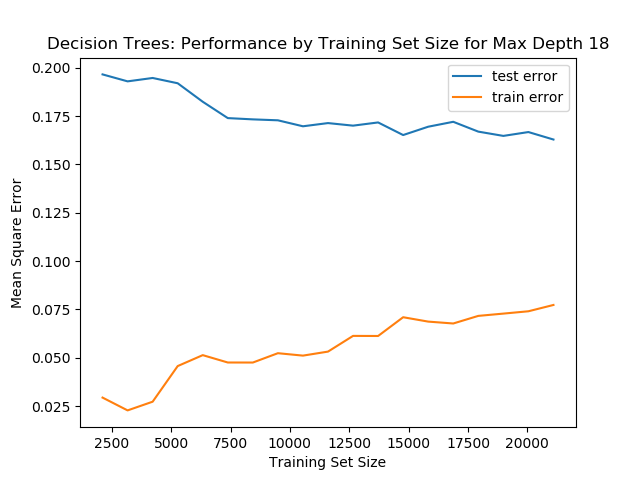 Decision Trees: Performance by Training Set Size for Max Depth 18
test error
train error
0.200
0.175
0.150
0.125
0.100
0.075
0.050
0.025
Mean Square Error
2500 5000 7500 10000 12500 15000 17500 20000
Training Set Size